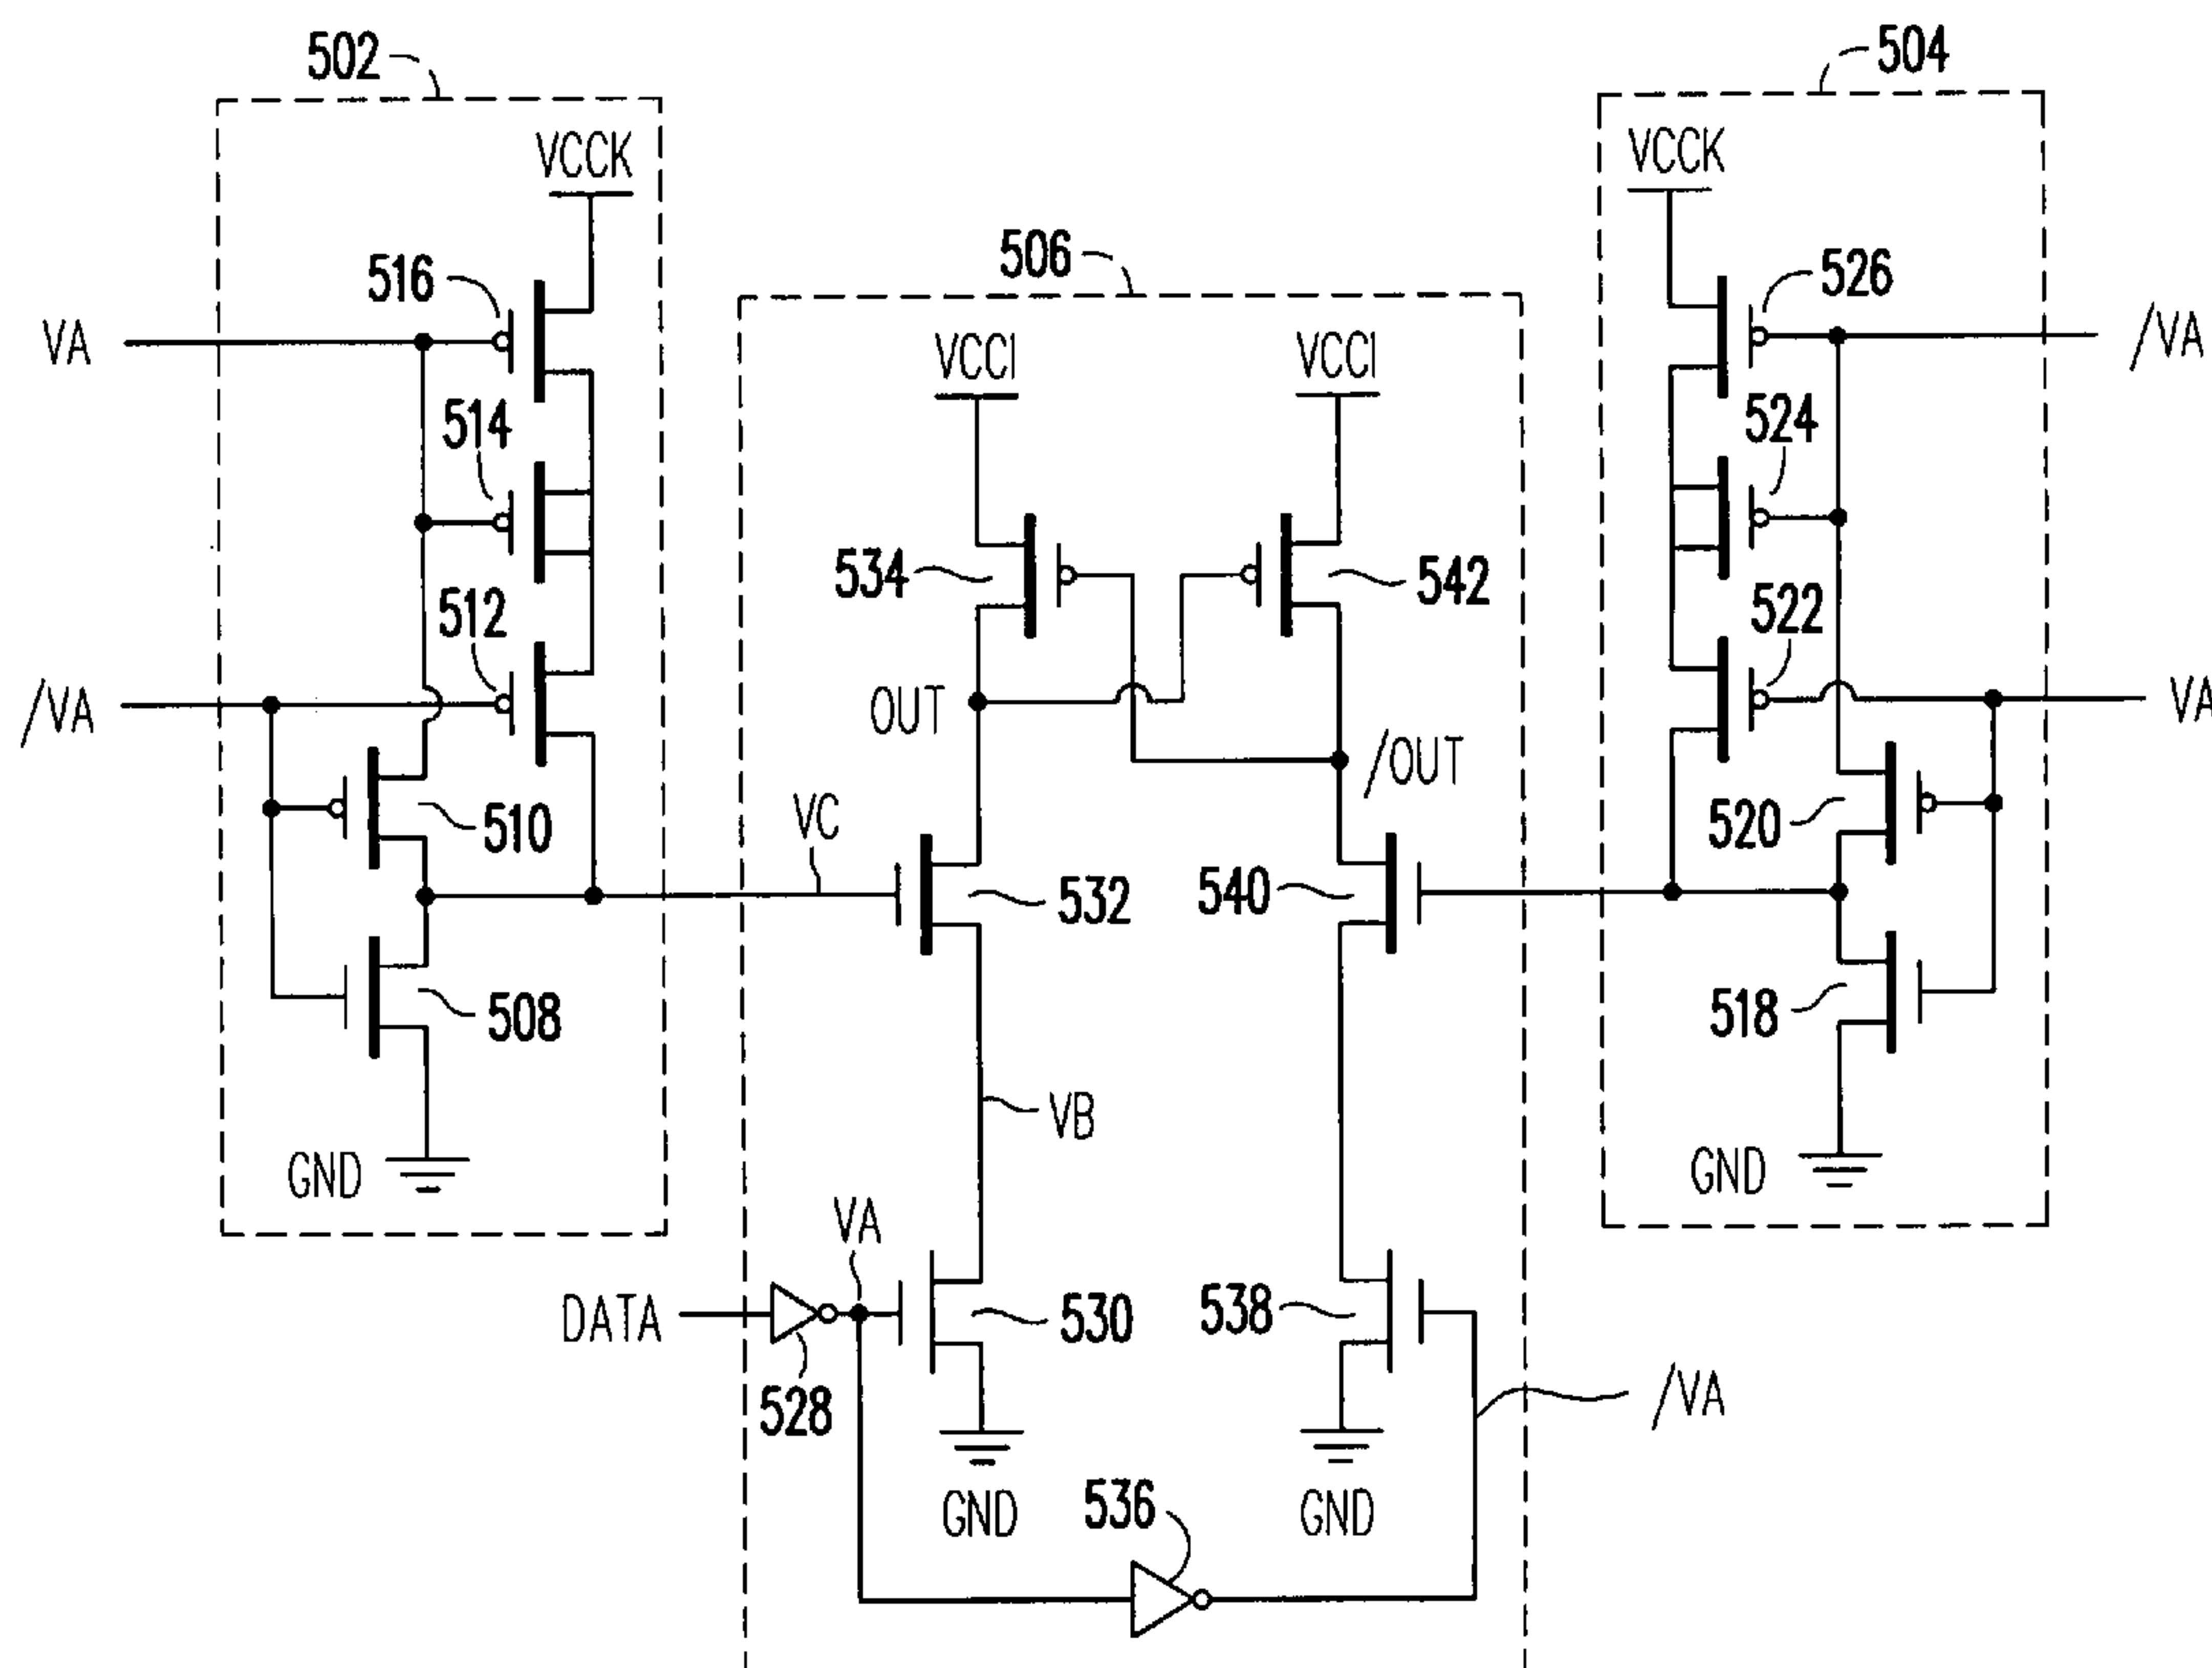 502
504
VCCK
VCCK
516
506
526
VA
/VA
VCCI
VCCI
514
524
534
542
512
522
/VA
OUT
VA
/OUT
510
VC
520
532
540
508
518
VB
GND
GND
VA
DATA
530
538
528
/VA
GND
GND
536